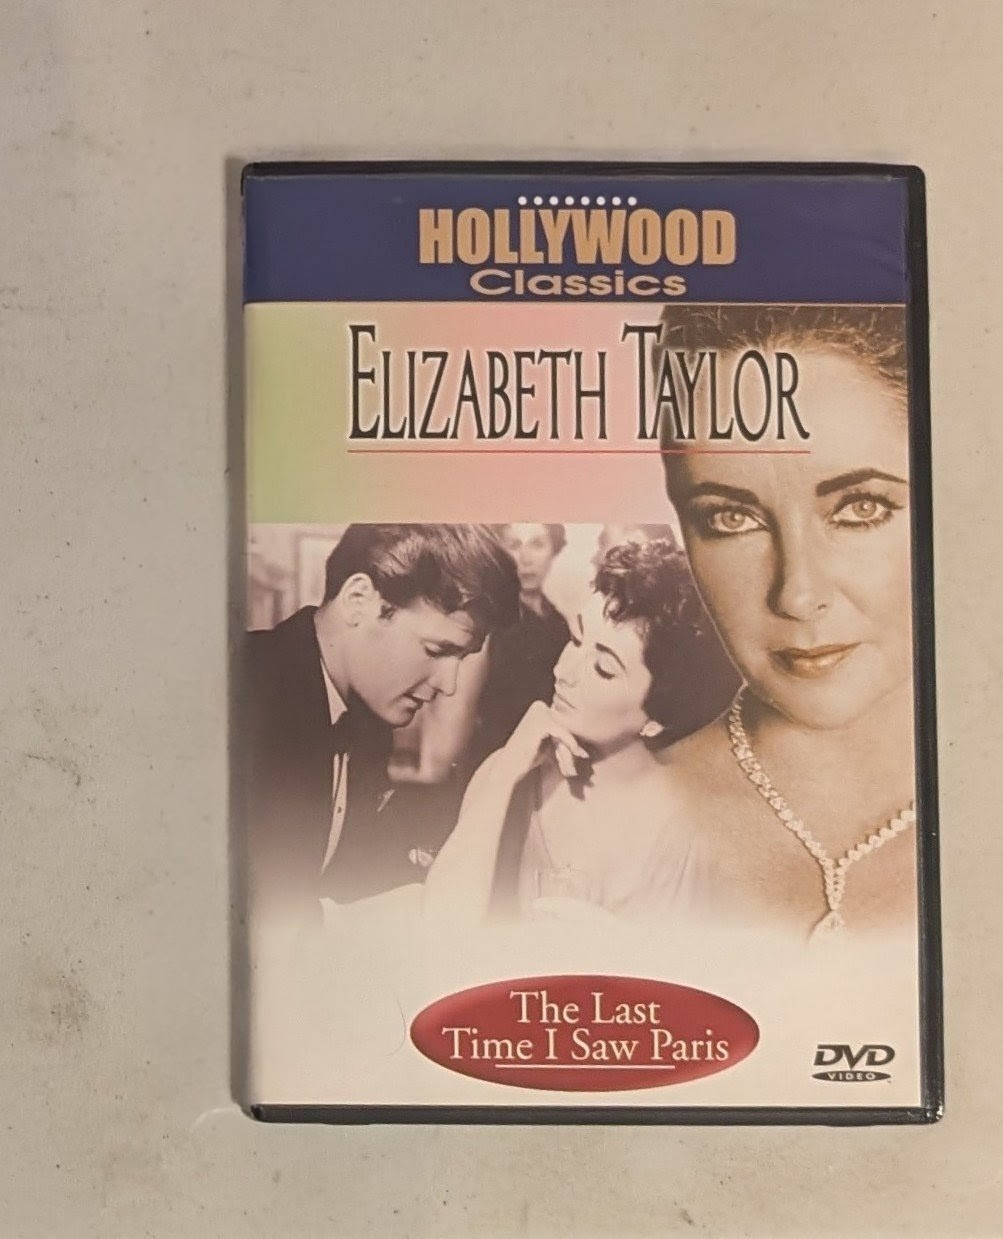 HOLLYWOOD
Classics
ELIZABETH TAYLOR
The Last
Time I Saw Paris
DVD
VIDEO